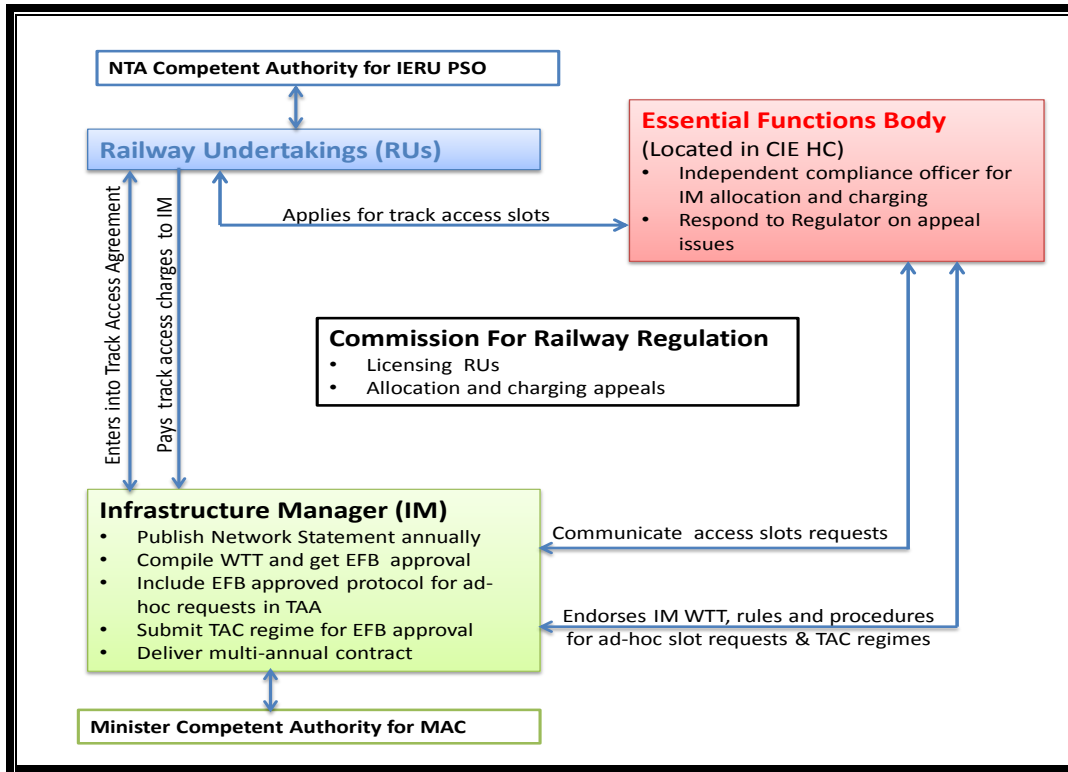 NTA Competent Authority for IERU PSO
Railway Undertakings (RUs)
Essential Functions Body
(Located in CIE HC)
• Independent compliance officer for
IM allocation and charging
• Respond to Regulator on appeal
issues
Applies for track access slots
Enters into Track Access Agreement
Pays track access charges to IM
Commission For Railway Regulation
• Licensing RUs
• Allocation and charging appeals
Infrastructure Manager (IM)
• Publish Network Statement annually
• Compile WTT and get EFB approval
• Include EFB approved protocol for ad-
hoc requests in TAA
• Submit TAC regime for EFB approval
• Deliver multi-annual contract
Communicate access slots requests
Endorses IM WTT, rules and procedures
for ad-hoc slot requests & TAC regimes
Minister Competent Authority for MAC